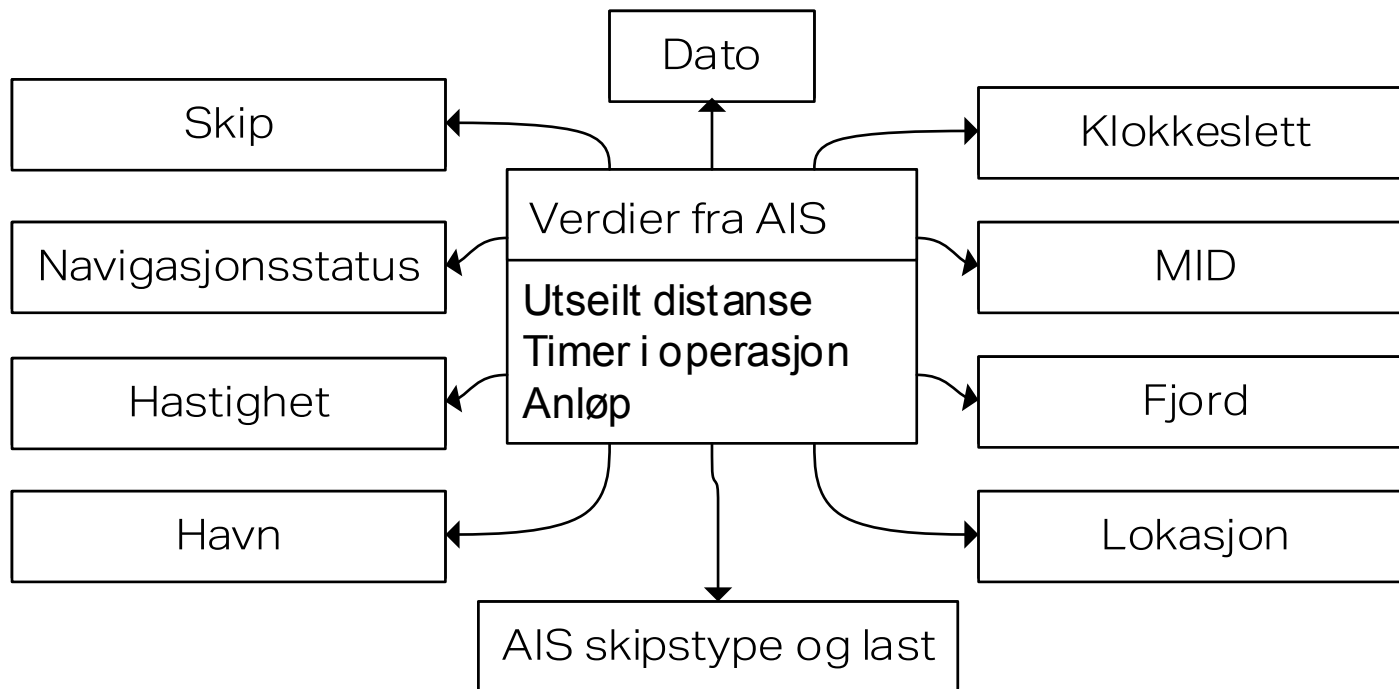 Dato
Skip
Klokkeslett
Verdier fra AIS
Navigasjonsstatus
MID
Utseilt distanse
Timer i operasjon
Anløp
Hastighet
Fjord
Havn
Lokasjon
AIS skipstype og last